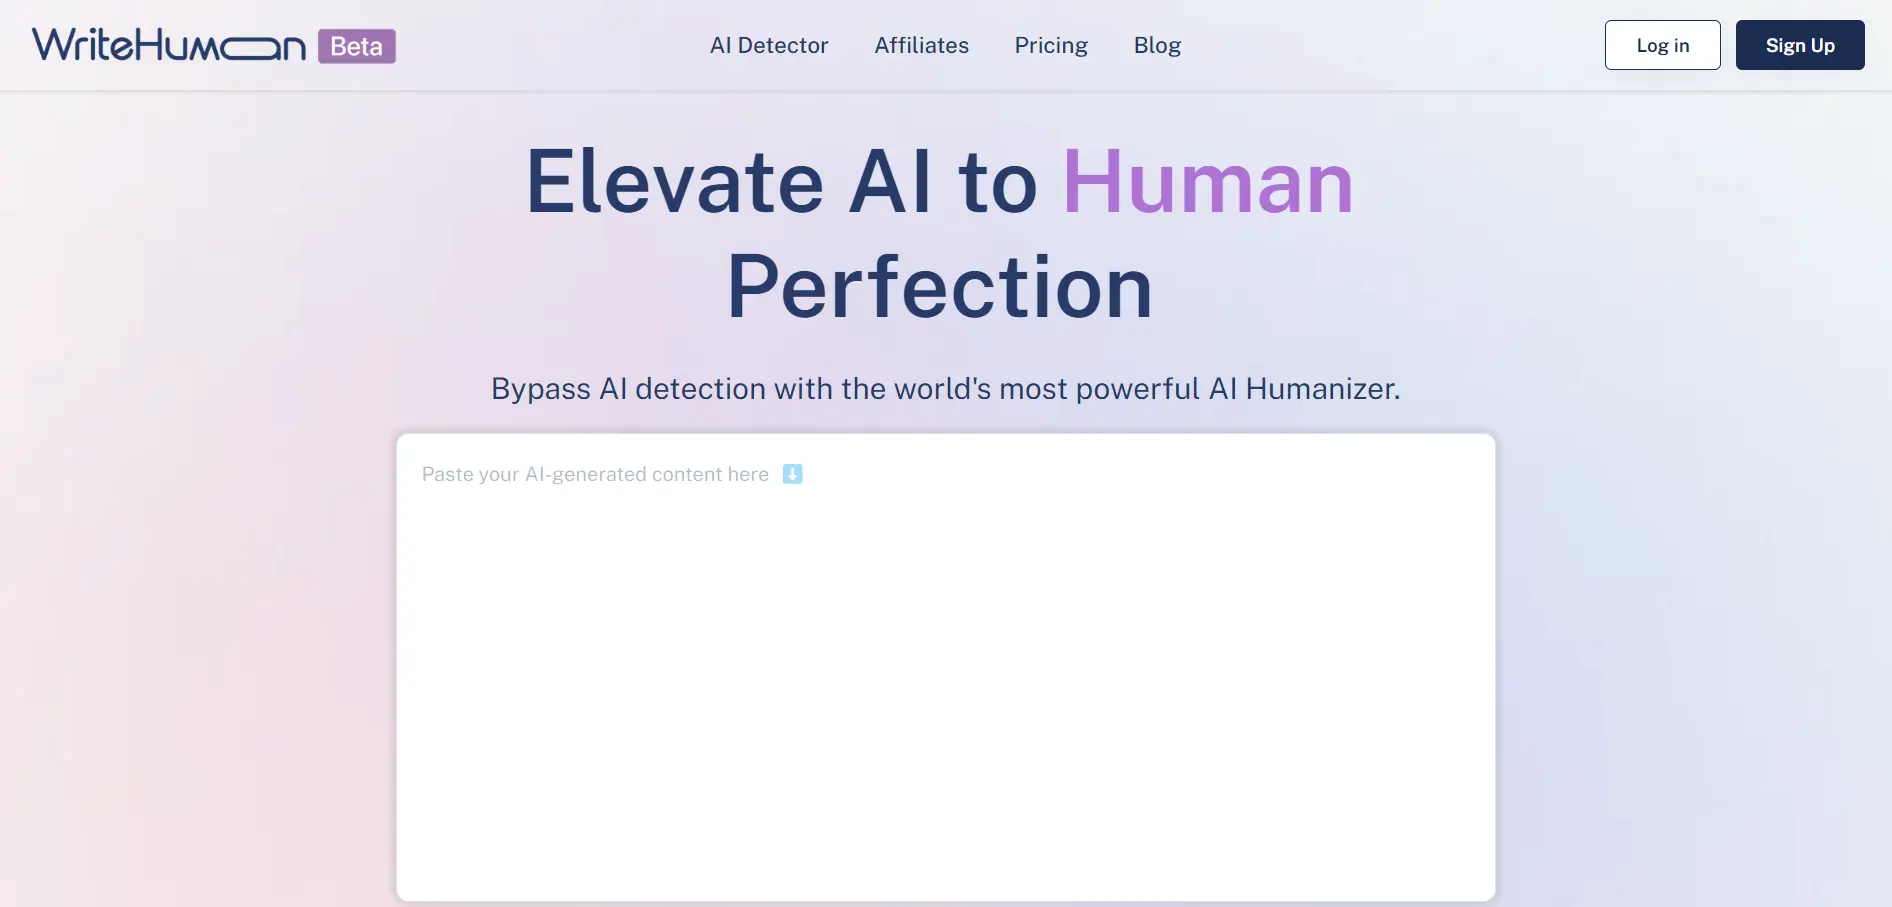 WriteHuman Beta
AI Detector Affiliates Pricing Blog
Log in Sign Up
Elevate AI to Human
Perfection
Bypass AI detection with the world's most powerful AI Humanizer.
Paste your AI-generated content here ⬇️